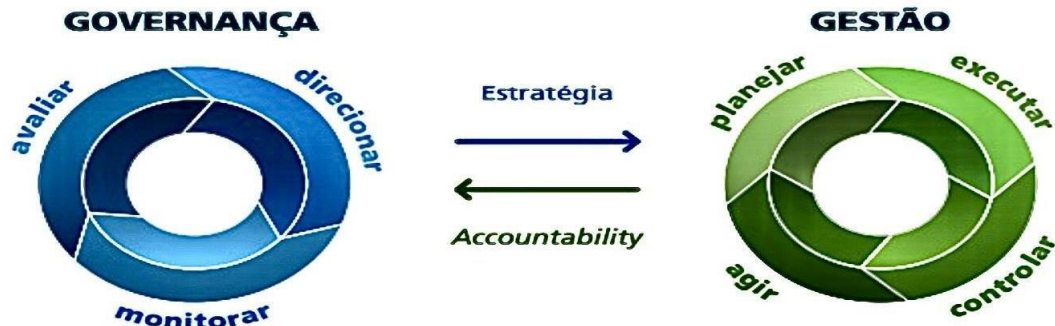 GOVERNANÇA
avaliar
direcionar
monitorar
Estratégia
Accountability
GESTÃO
planejar
executar
agir
controlar